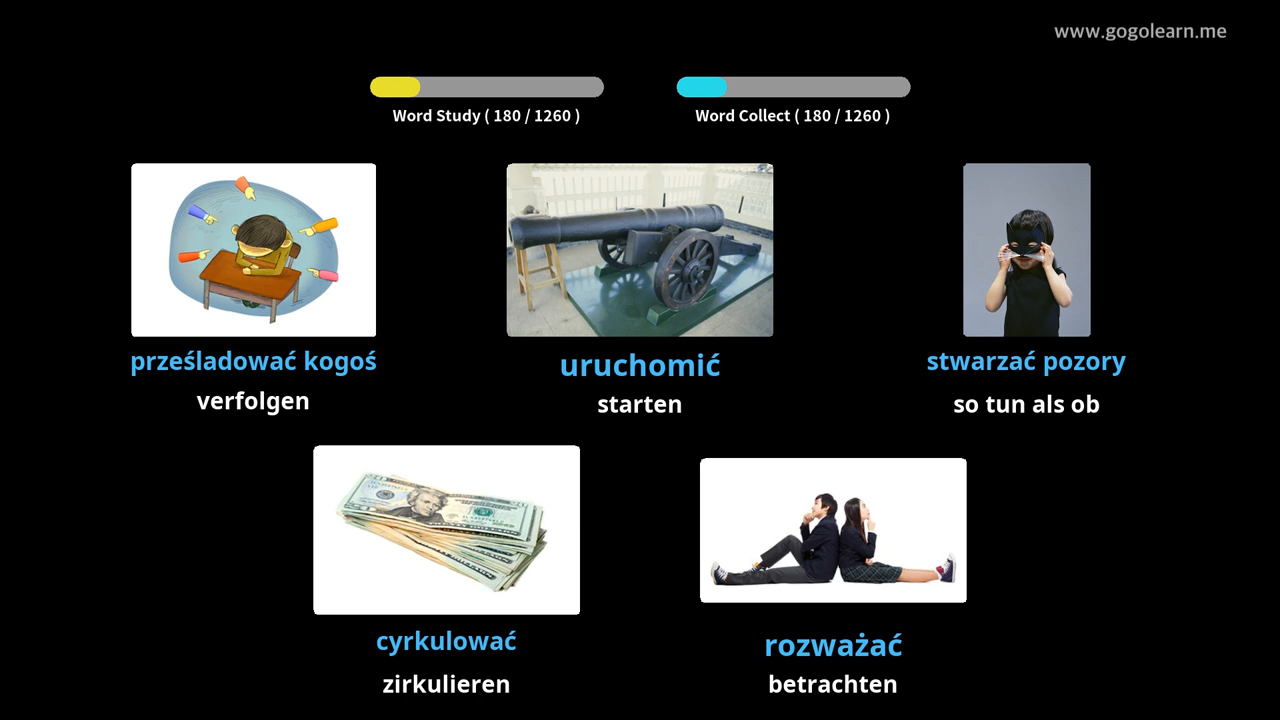 www.gogolearn.me
Word Study ( 180 / 1260 )
Word Collect ( 180 / 1260 )
prześladować kogoś
verfolgen
uruchomić
starten
stwarzać pozory
so tun als ob
cyrkulować
zirkulieren
rozważać
betrachten